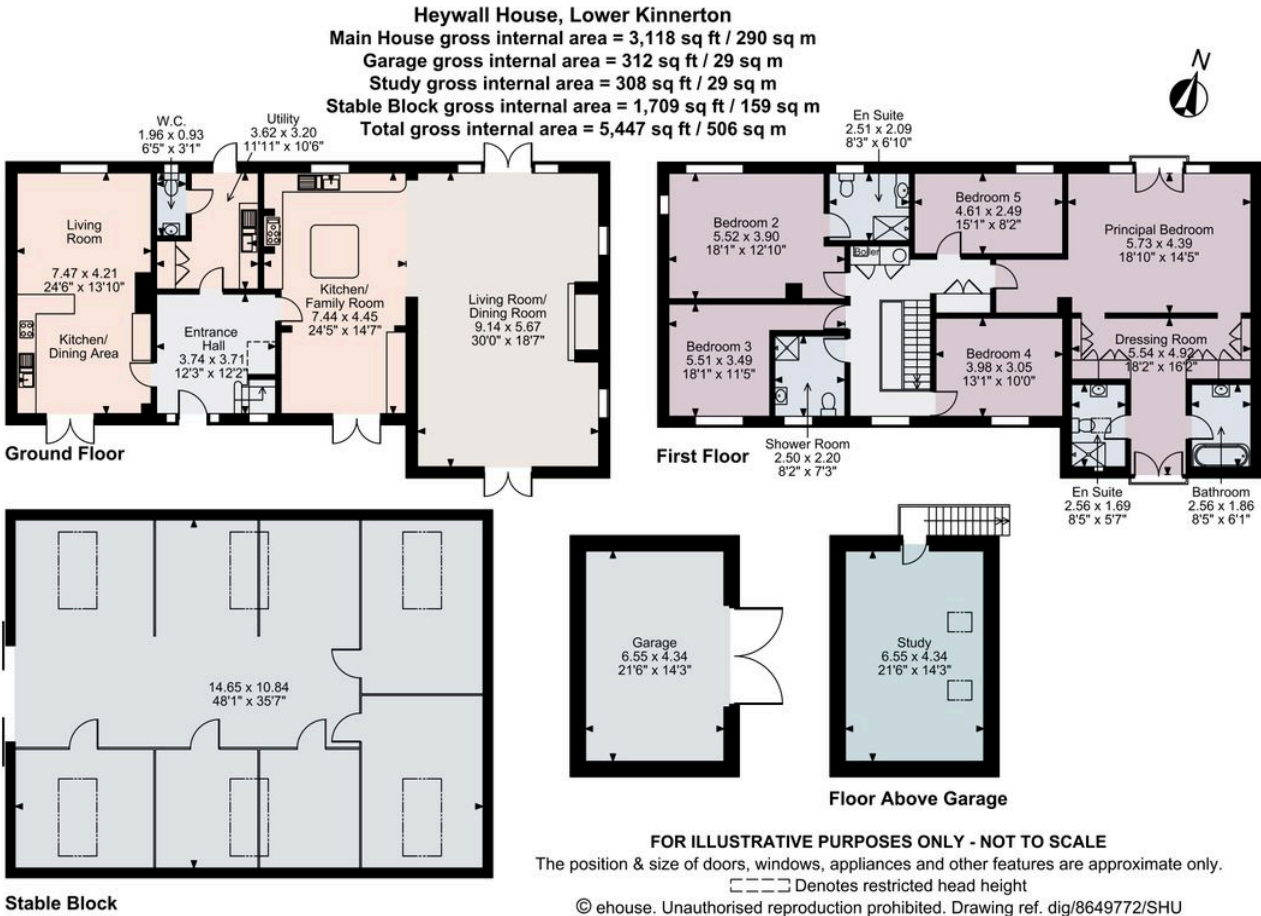 Heywall House, Lower Kinnerton
Main House gross internal area = 3,118 sq ft / 290 sq m
Garage gross internal area = 312 sq ft / 29 sq m
Study gross internal area = 308 sq ft / 29 sq m
Stable Block gross internal area = 1,709 sq ft / 159 sq m
Total gross internal area = 5,447 sq ft / 506 sq m
N
W.C.
1.96 x 0.93
6'5" x 3'1"
Utility
3.62 x 3.20
11'11" x 10'6"
Living
Room
7.47 x 4.21
24'6" x 13'10"
Kitchen/
Dining Area
Entrance
Hall
3.74 x 3.71
12'3" x 12'2"
Kitchen/
Family Room
7.44 x 4.45
24'5" x 14'7"
Living Room/
Dining Room
9.14 x 5.67
30'0" x 18'7"
Ground Floor
En Suite
2.51 x 2.09
8'3" x 6'10"
Bedroom 2
5.52 x 3.90
18'1" x 12'10"
Bedroom 5
4.61 x 2.49
15'1" x 8'2"
Principal Bedroom
5.73 x 4.39
18'10" x 14'5"
Boiler
Bedroom 3
5.51 x 3.49
18'1" x 11'5"
Bedroom 4
3.98 x 3.05
13'1" x 10'0"
Dressing Room
5.54 x 4.92
18'2" x 16'2"
Shower Room
2.50 x 2.20
8'2" x 7'3"
En Suite
2.56 x 1.69
8'5" x 5'7"
Bathroom
2.56 x 1.86
8'5" x 6'1"
First Floor
14.65 x 10.84
48'1" x 35'7"
Stable Block
Garage
6.55 x 4.34
21'6" x 14'3"
Study
6.55 x 4.34
21'6" x 14'3"
Floor Above Garage
FOR ILLUSTRATIVE PURPOSES ONLY - NOT TO SCALE
The position & size of doors, windows, appliances and other features are approximate only.
Denotes restricted head height
© ehouse. Unauthorised reproduction prohibited. Drawing ref. dig/8649772/SHU